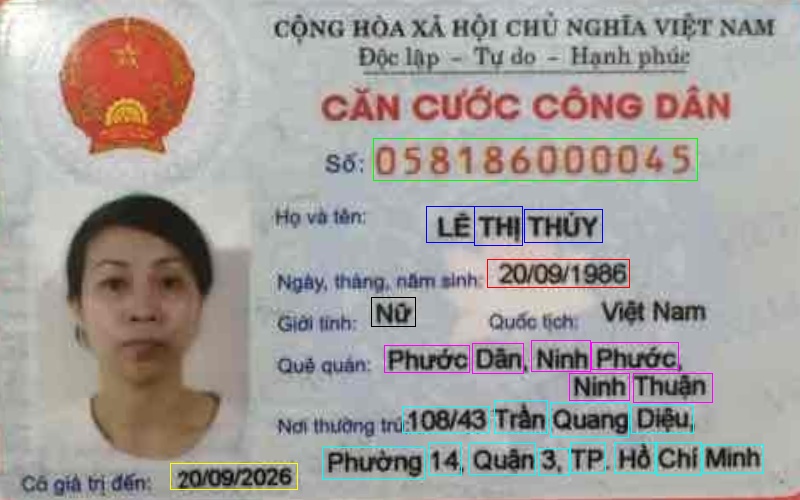 CỘNG HÒA XÃ HỘI CHỦ NGHĨA VIỆT NAM
Độc lập - Tự do - Hạnh phúc
CĂN CƯỚC CÔNG DÂN
Số: 058186000045
Họ và tên: LÊ THỊ THÚY
Ngày, tháng, năm sinh: 20/09/1986
Giới tính: Nữ Quốc tịch: Việt Nam
Quê quán: Phước Dân, Ninh Phước,
Ninh Thuận
Nơi thường trú: 108/43 Trần Quang Diệu,
Phường 14, Quận 3, TP. Hồ Chí Minh
Có giá trị đến: 20/09/2026